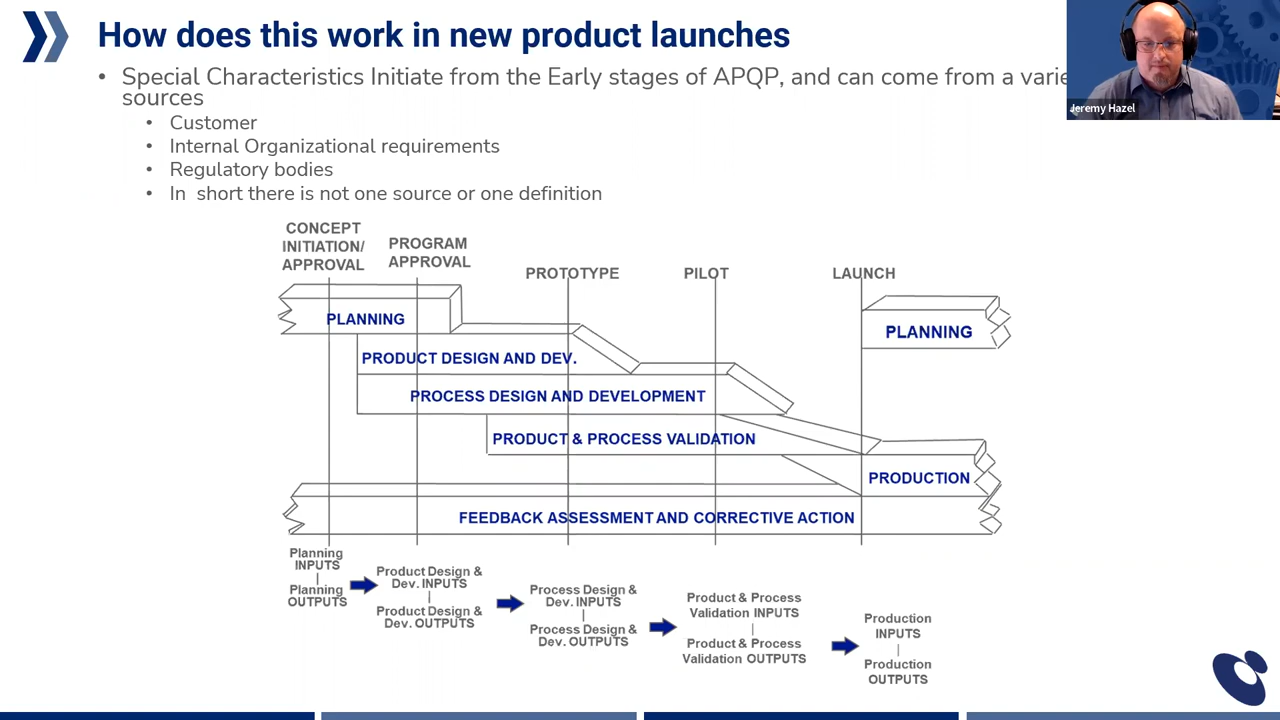 How does this work in new product launches
• Special Characteristics Initiate from the Early stages of APQP, and can come from a varie
sources
• Customer
• Internal Organizational requirements
• Regulatory bodies
• In short there is not one source or one definition
Jeremy Hazel
CONCEPT
INITIATION/
APPROVAL
PROGRAM
APPROVAL
PROTOTYPE
PILOT
LAUNCH
PLANNING
PLANNING
PRODUCT DESIGN AND DEV.
PROCESS DESIGN AND DEVELOPMENT
PRODUCT & PROCESS VALIDATION
PRODUCTION
FEEDBACK ASSESSMENT AND CORRECTIVE ACTION
Planning
INPUTS
Planning
OUTPUTS
Product Design &
Dev. INPUTS
Product Design &
Dev. OUTPUTS
Process Design &
Dev. INPUTS
Process Design &
Dev. OUTPUTS
Product & Process
Validation INPUTS
Product & Process
Validation OUTPUTS
Production
INPUTS
Production
OUTPUTS